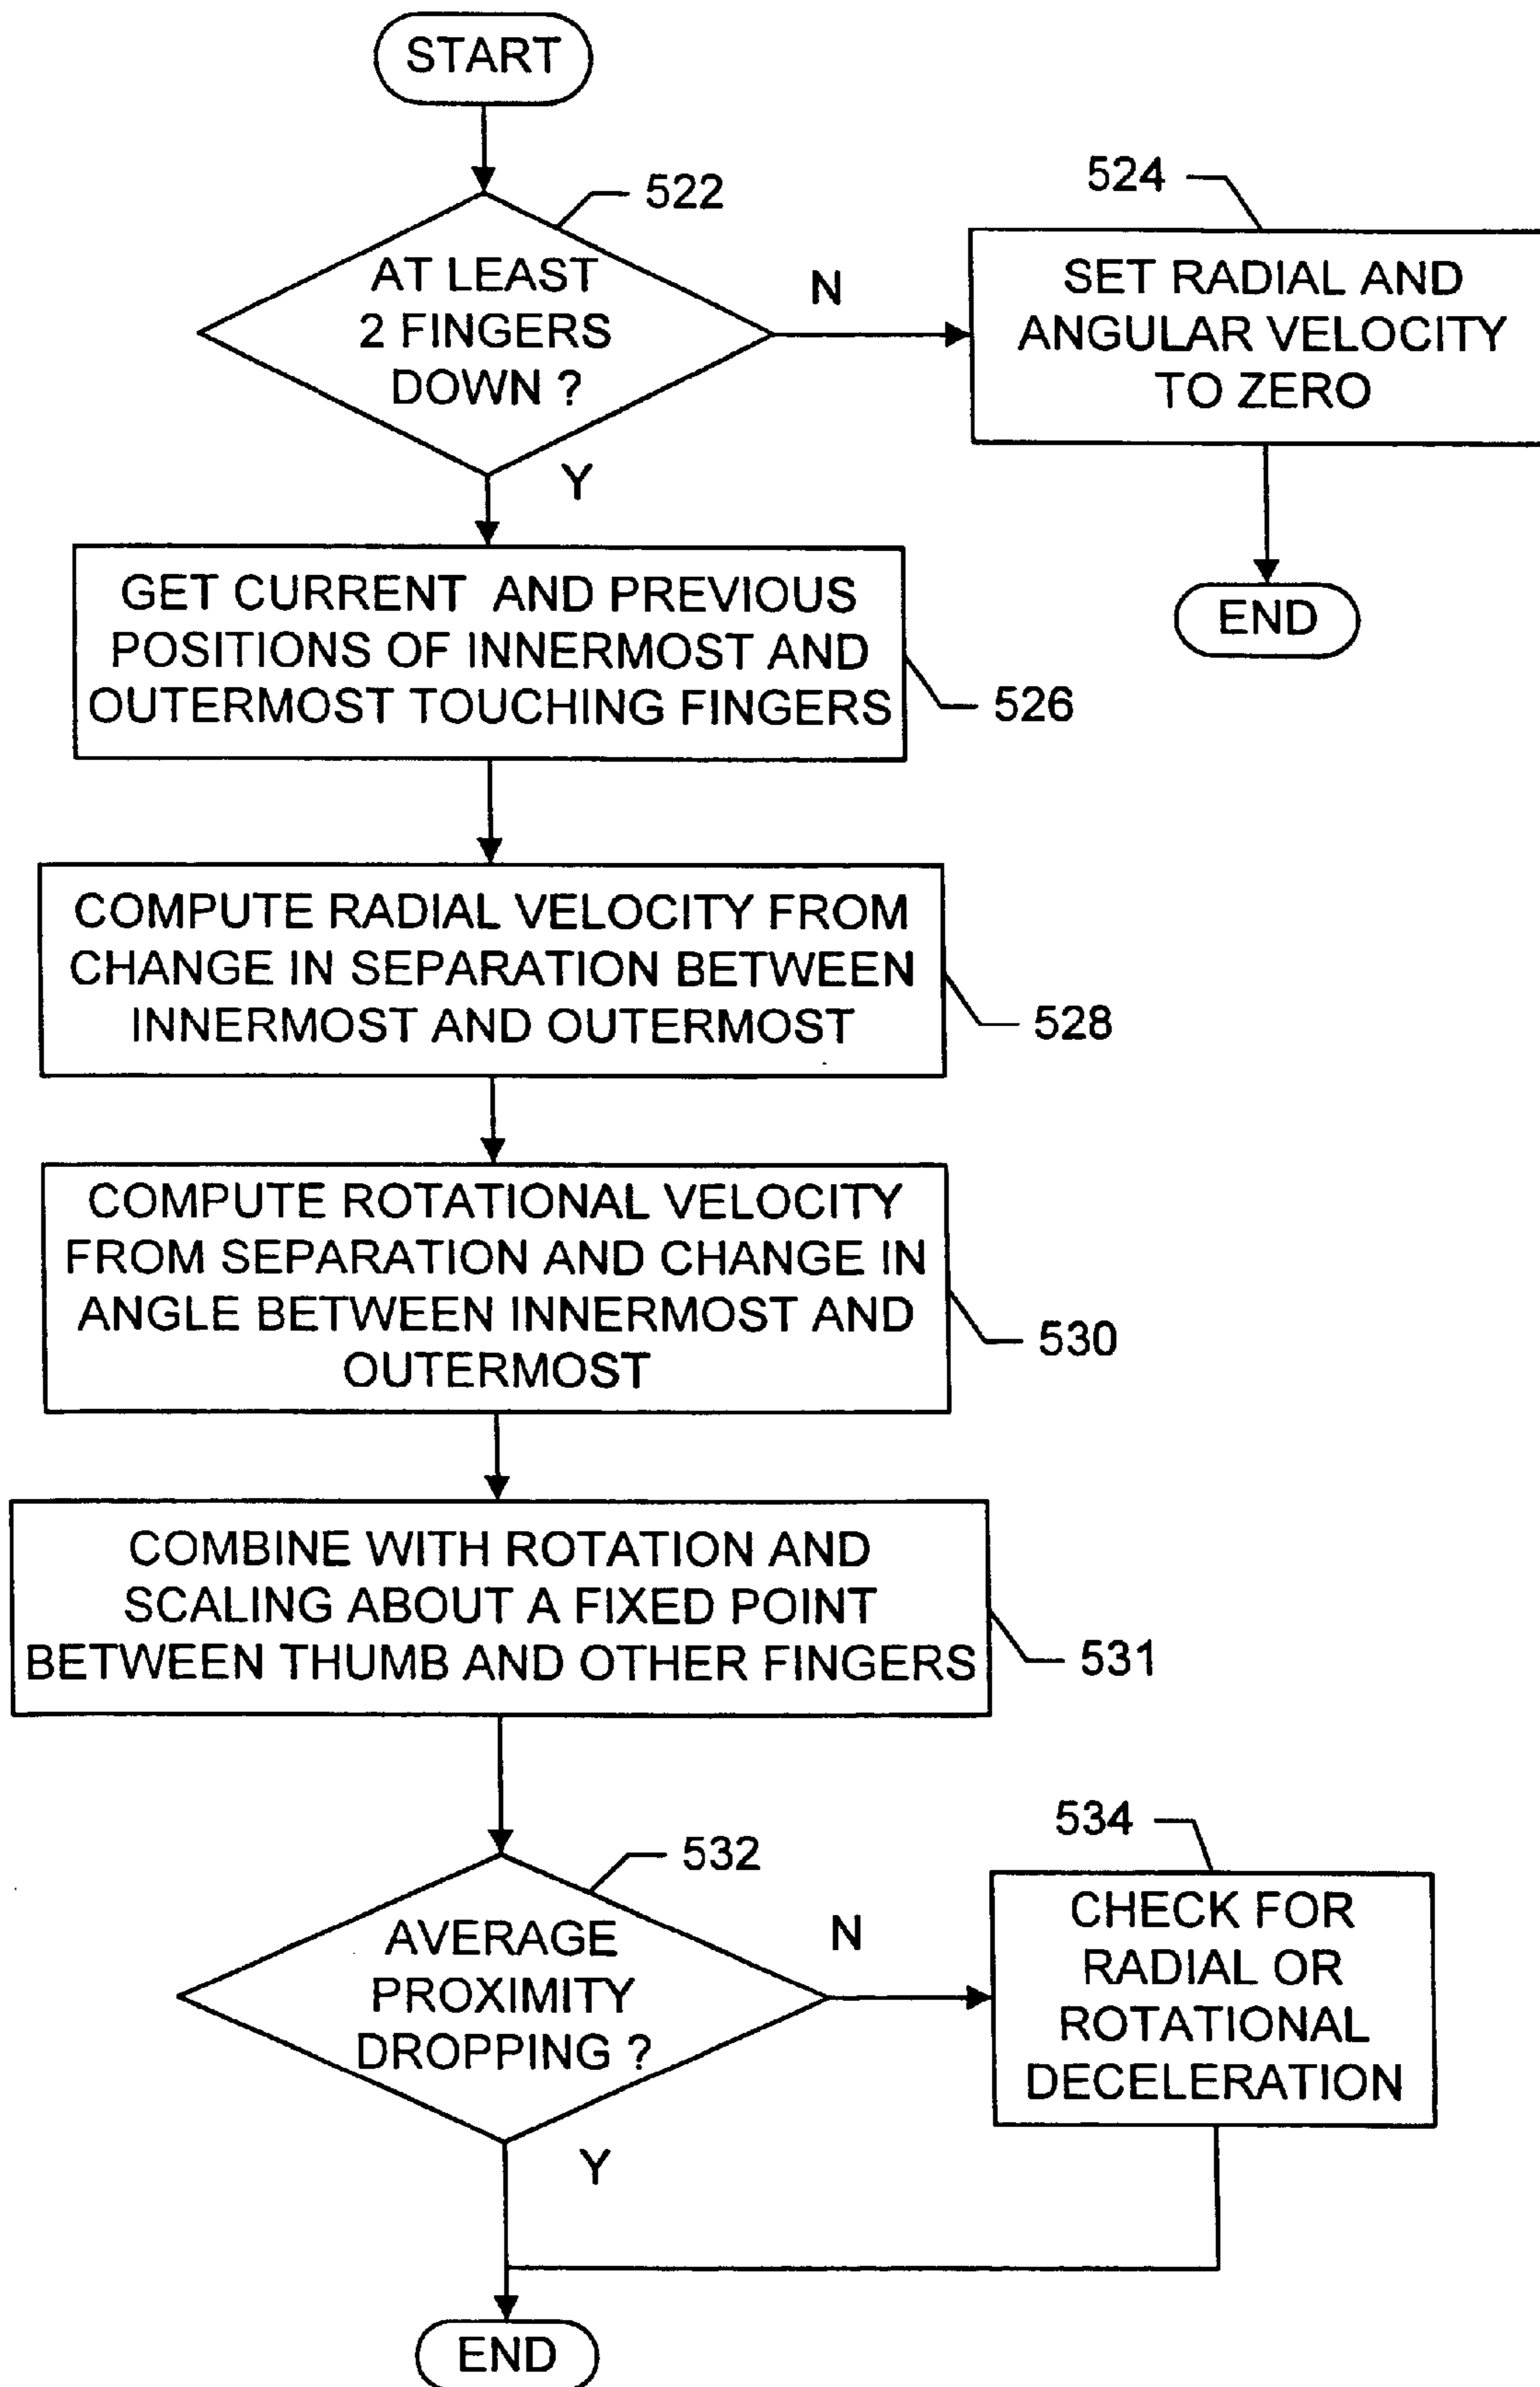 START
522
AT LEAST
2 FINGERS
DOWN ?
N
524
SET RADIAL AND
ANGULAR VELOCITY
TO ZERO
END
Y
GET CURRENT AND PREVIOUS
POSITIONS OF INNERMOST AND
OUTERMOST TOUCHING FINGERS
526
COMPUTE RADIAL VELOCITY FROM
CHANGE IN SEPARATION BETWEEN
INNERMOST AND OUTERMOST
528
COMPUTE ROTATIONAL VELOCITY
FROM SEPARATION AND CHANGE IN
ANGLE BETWEEN INNERMOST AND
OUTERMOST
530
COMBINE WITH ROTATION AND
SCALING ABOUT A FIXED POINT
BETWEEN THUMB AND OTHER FINGERS
531
532
AVERAGE
PROXIMITY
DROPPING ?
N
534
CHECK FOR
RADIAL OR
ROTATIONAL
DECELERATION
Y
END